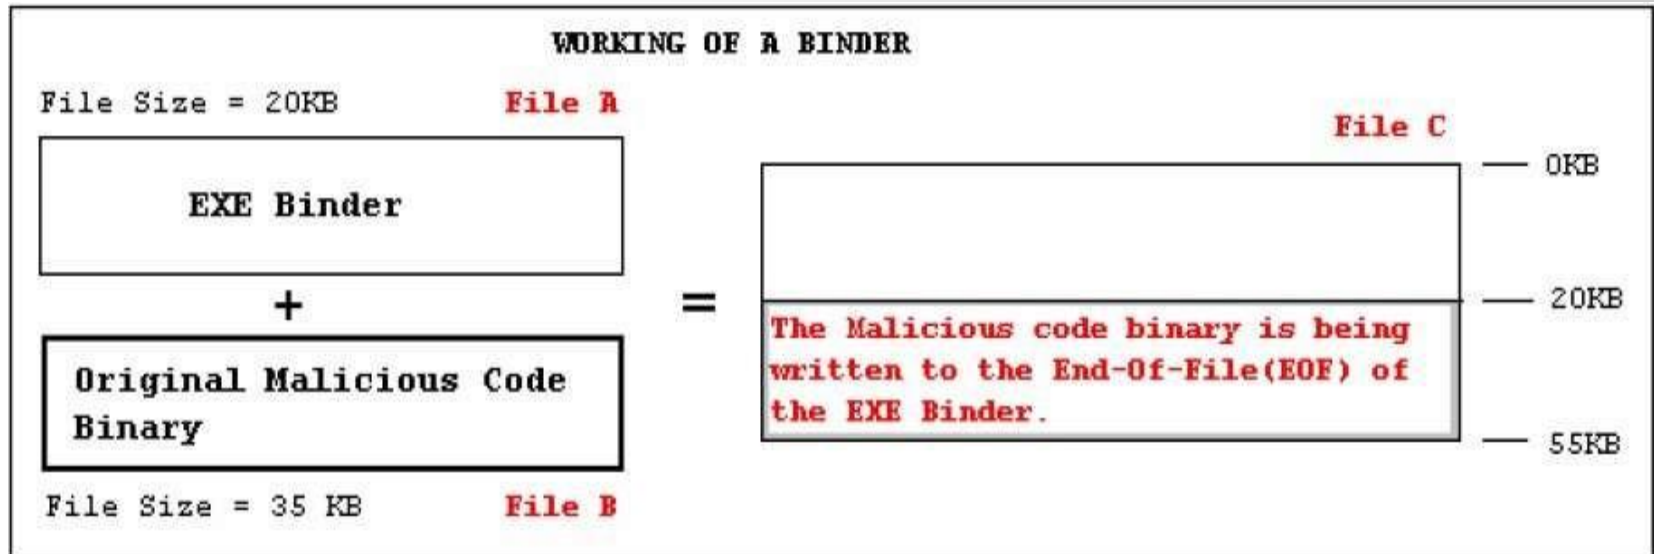 WORKING OF A BINDER
File Size = 20KB
File A
EXE Binder
+
Original Malicious Code
Binary
File Size = 35 KB
File B
=
File C
0KB
20KB
The Malicious code binary is being
written to the End-Of-File(EOF) of
the EXE Binder.
55KB